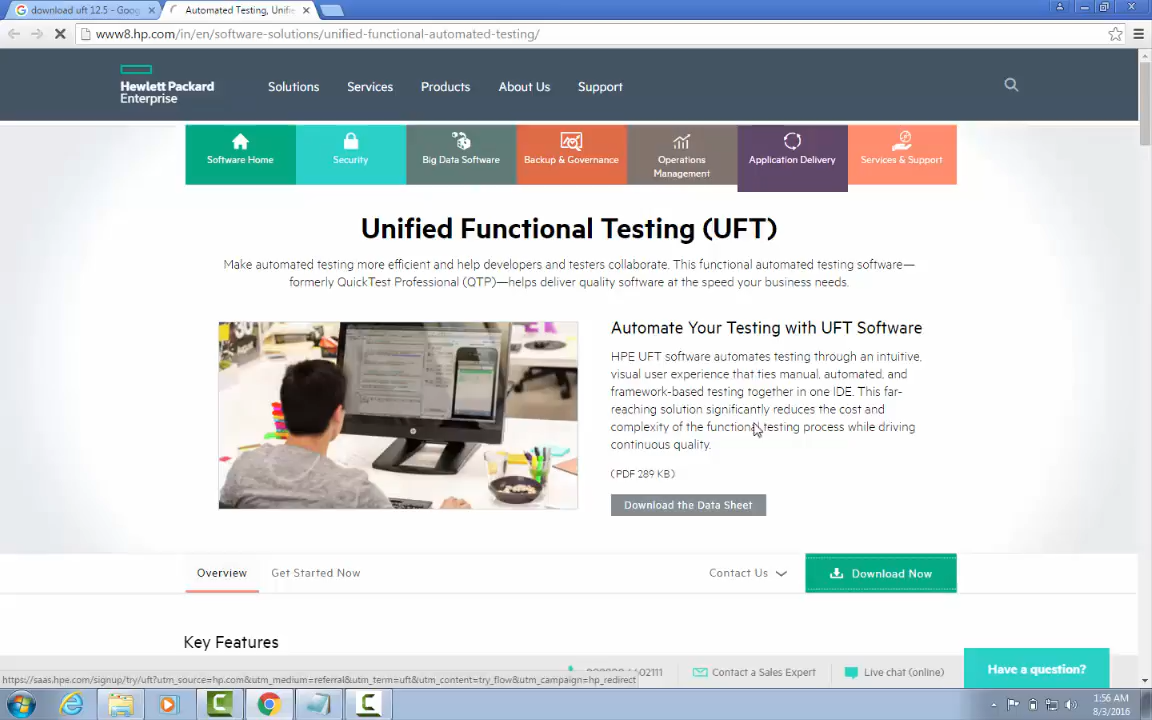 download uft 12.5 - Goog
Automated Testing, Unifi
www8.hp.com/in/en/software-solutions/unified-functional-automated-testing/
Hewlett Packard
Enterprise
Solutions
Services
Products
About Us
Support
Software Home
Security
Big Data Software
Backup & Governance
Operations
Management
Application Delivery
Services & Support
Unified Functional Testing (UFT)
Make automated testing more efficient and help developers and testers collaborate. This functional automated testing software—
formerly QuickTest Professional (QTP)—helps deliver quality software at the speed your business needs.
Automate Your Testing with UFT Software
HPE UFT software automates testing through an intuitive,
visual user experience that ties manual, automated, and
framework-based testing together in one IDE. This far-
reaching solution significantly reduces the cost and
complexity of the functional testing process while driving
continuous quality.
(PDF 289 KB)
Download the Data Sheet
Overview
Get Started Now
Contact Us
Download Now
Key Features
Contact a Sales Expert
Live chat (online)
Have a question?
https://saas.hpe.com/signup/try/uft?utm_source=hp.com&utm_medium=referral&utm_term=uft&utm_content=try_flow&utm_campaign=hp_redirect
1:56 AM
8/3/2016